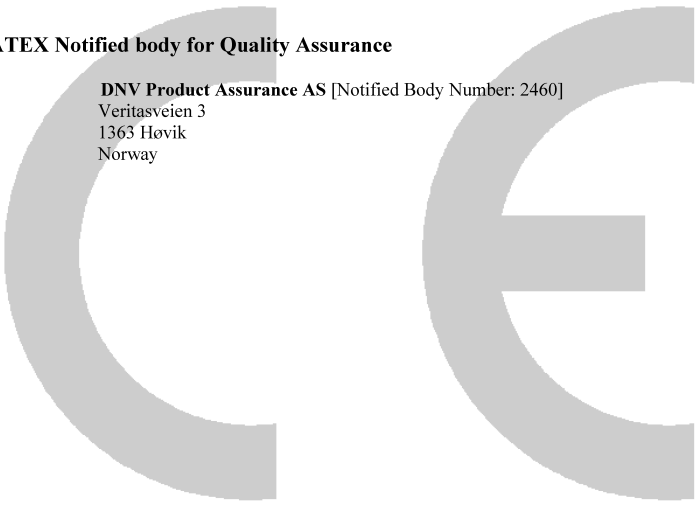 ATEX Notified body for Quality Assurance
DNV Product Assurance AS [Notified Body Number: 2460]
Veritasveien 3
1363 Høvik
Norway
CE